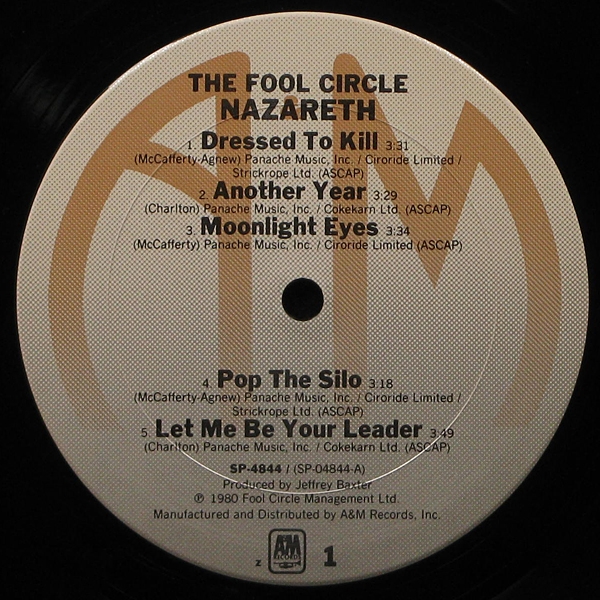 THE FOOL CIRCLE
NAZARETH
1. Dressed To Kill 3:31
(McCafferty-Agnew) Panache Music, Inc. / Ciroride Limited /
Strickrope Ltd. (ASCAP)
2. Another Year 3:29
(Charlton) Panache Music, Inc. / Cokekarn Ltd. (ASCAP)
3. Moonlight Eyes 3:34
(McCafferty) Panache Music, Inc. / Ciroride Limited (ASCAP)
4. Pop The Silo 3:18
(McCafferty-Agnew) Panache Music, Inc. / Ciroride Limited /
Strickrope Ltd. (ASCAP)
5. Let Me Be Your Leader 3:49
(Charlton) Panache Music, Inc. / Cokekarn Ltd. (ASCAP)
SP-4844 / (SP-04844-A)
Produced by Jeffrey Baxter
℗ 1980 Fool Circle Management Ltd.
Manufactured and Distributed by A&M Records, Inc.
z A&M RECORDS 1